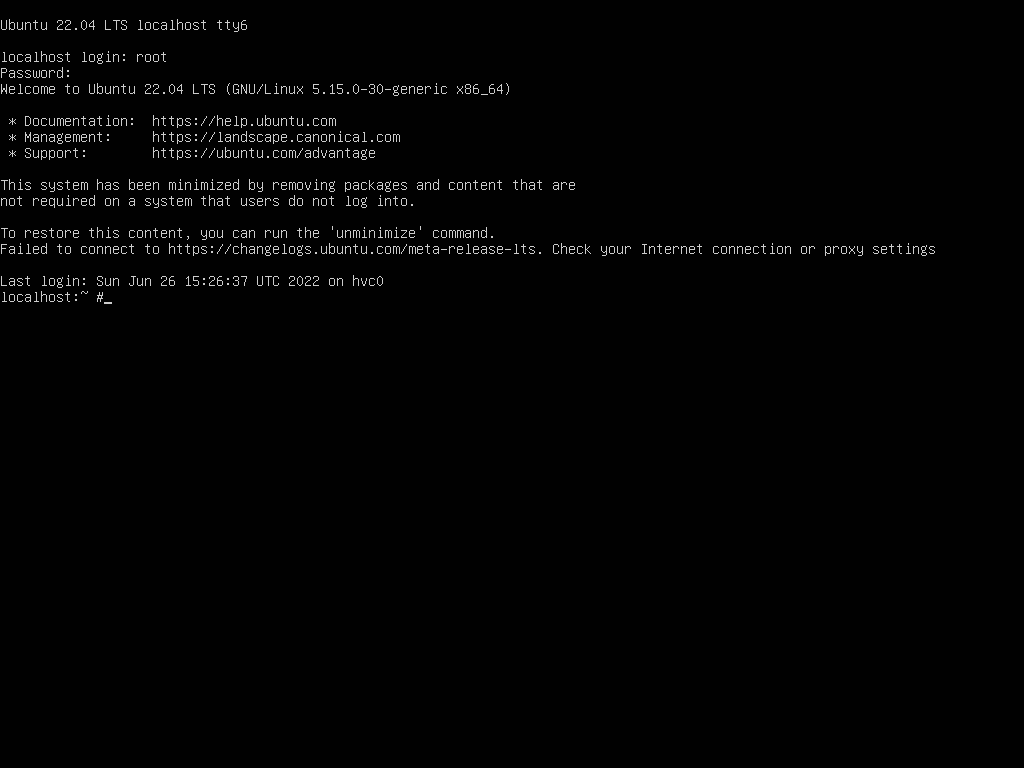 Ubuntu 22.04 LTS localhost tty6
localhost login: root
Password:
Welcome to Ubuntu 22.04 LTS (GNU/Linux 5.15.0-30-generic x86_64)
* Documentation:  https://help.ubuntu.com
* Management:     https://landscape.canonical.com
* Support:        https://ubuntu.com/advantage
This system has been minimized by removing packages and content that are
not required on a system that users do not log into.
To restore this content, you can run the 'unminimize' command.
Failed to connect to https://changelogs.ubuntu.com/meta-release-lts. Check your Internet connection or proxy settings
Last login: Sun Jun 26 15:26:37 UTC 2022 on hvc0
localhost:~ #_